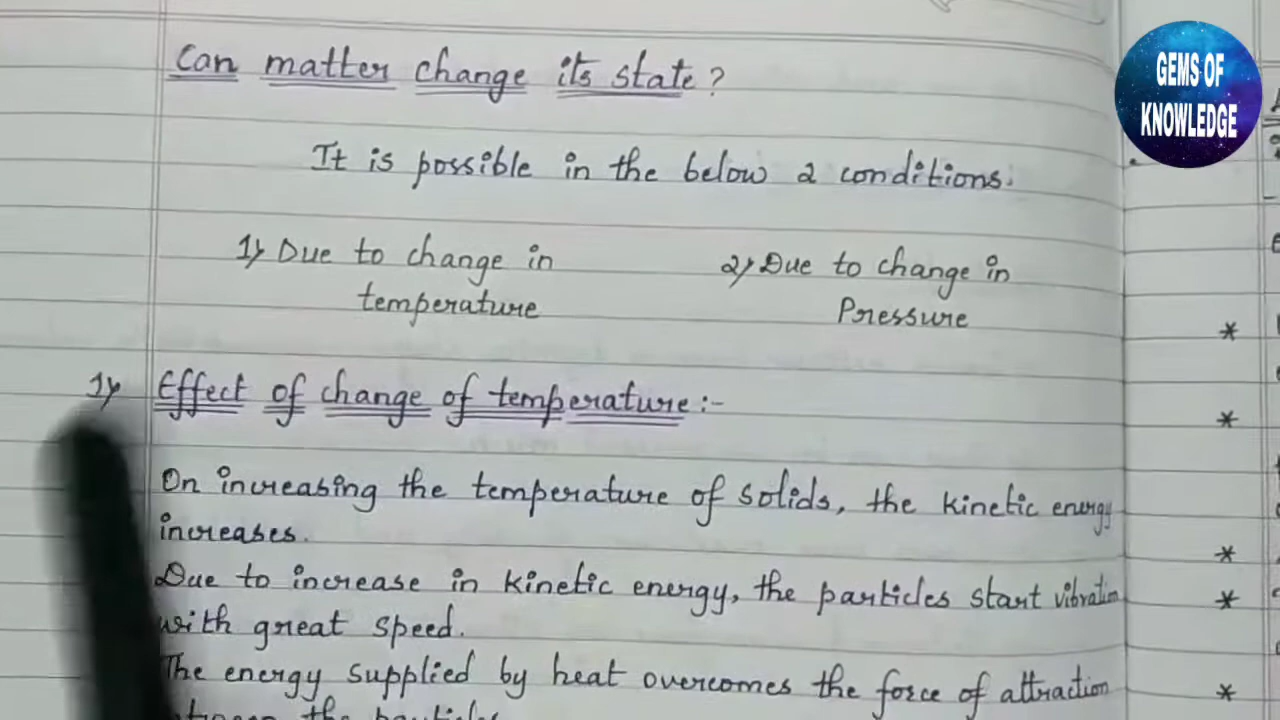 Can matter change its state?
It is possible in the below 2 conditions.
1) Due to change in
temperature
2) Due to change in
Pressure
1) Effect of change of temperature:-
On increasing the temperature of solids, the kinetic energy
increases.
Due to increase in kinetic energy, the particles start vibration
with great speed.
The energy supplied by heat overcomes the force of attraction
the particles
GEMS OF
KNOWLEDGE
*
*
*
*
*